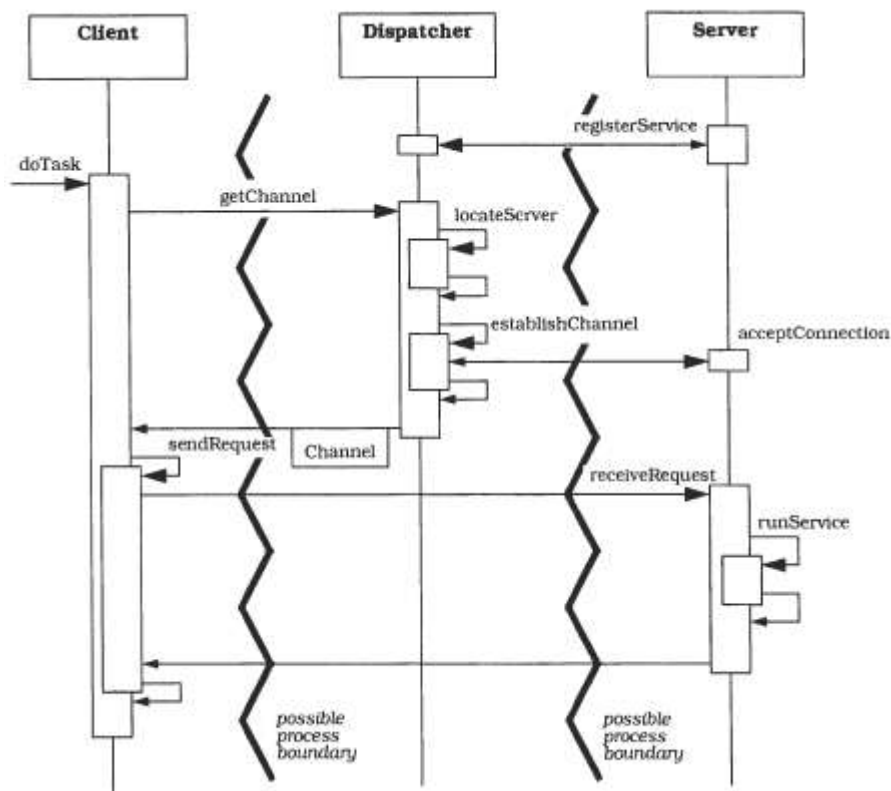 Client
Dispatcher
Server
registerService
doTask
getChannel
locateServer
establishChannel
acceptConnection
sendRequest
Channel
receiveRequest
runService
possible
process
boundary
possible
process
boundary